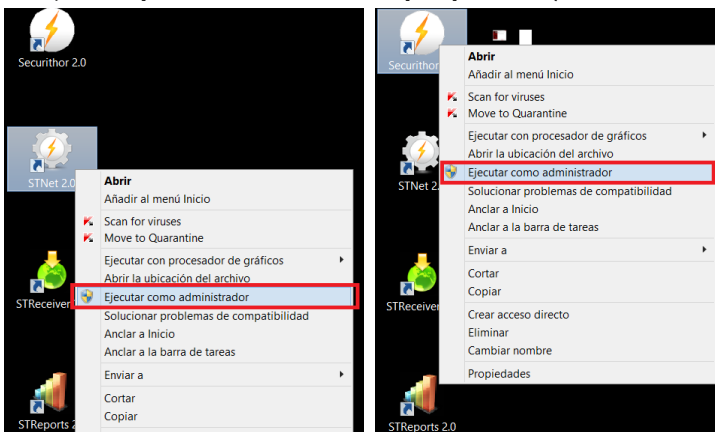 Securithor 2.0
STNet 2.0
Abrir
Añadir al menú Inicio
Scan for viruses
Move to Quarantine
Ejecutar con procesador de gráficos
Abrir la ubicación del archivo
Ejecutar como administrador
Solucionar problemas de compatibilidad
Anclar a Inicio
Anclar a la barra de tareas
Enviar a
Cortar
Copiar
STReceiver
STReports 2
Securithor
Abrir
Añadir al menú Inicio
Scan for viruses
Move to Quarantine
Ejecutar con procesador de gráficos
Abrir la ubicación del archivo
Ejecutar como administrador
Solucionar problemas de compatibilidad
Anclar a Inicio
Anclar a la barra de tareas
Enviar a
Cortar
Copiar
Crear acceso directo
Eliminar
Cambiar nombre
Propiedades
STNet 2.
STReceiver
STReports 2.0